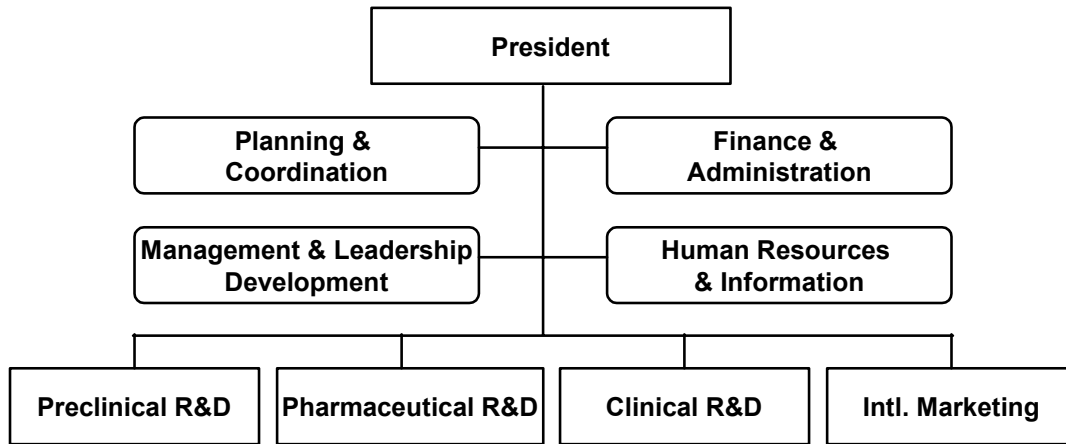 President
Planning &
Coordination
Finance &
Administration
Management & Leadership
Development
Human Resources
& Information
Preclinical R&D
Pharmaceutical R&D
Clinical R&D
Intl. Marketing